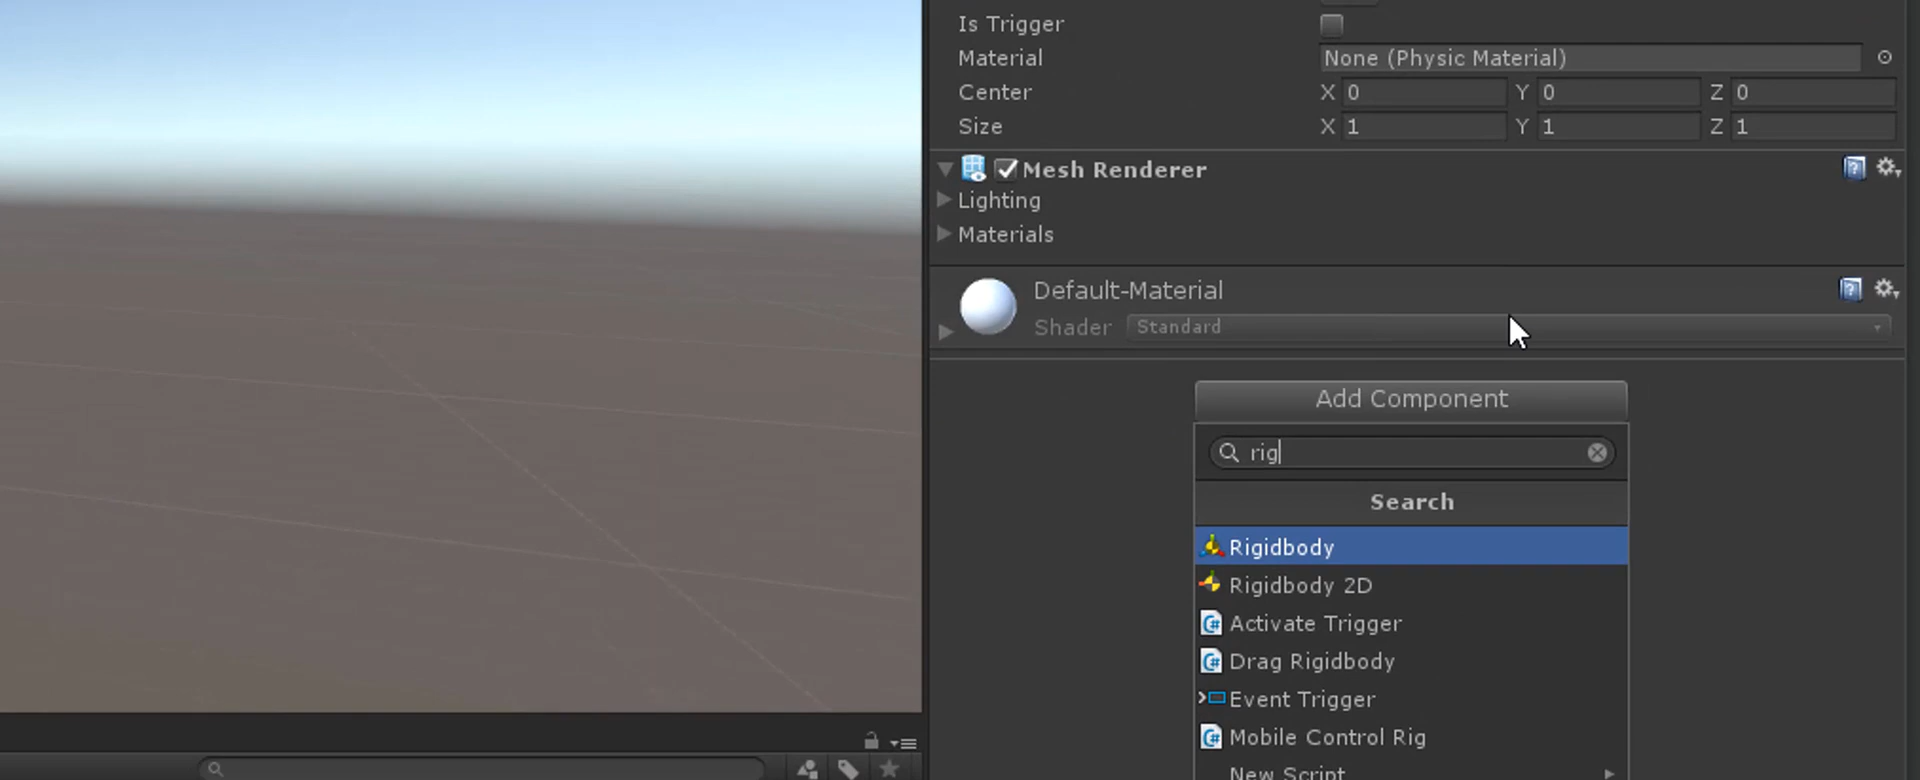 Is Trigger
Material None (Physic Material)
Center X 0 Y 0 Z 0
Size X 1 Y 1 Z 1
Mesh Renderer
Lighting
Materials
Default-Material
Shader Standard
Add Component
rig
Search
Rigidbody
Rigidbody 2D
Activate Trigger
Drag Rigidbody
Event Trigger
Mobile Control Rig
New Script